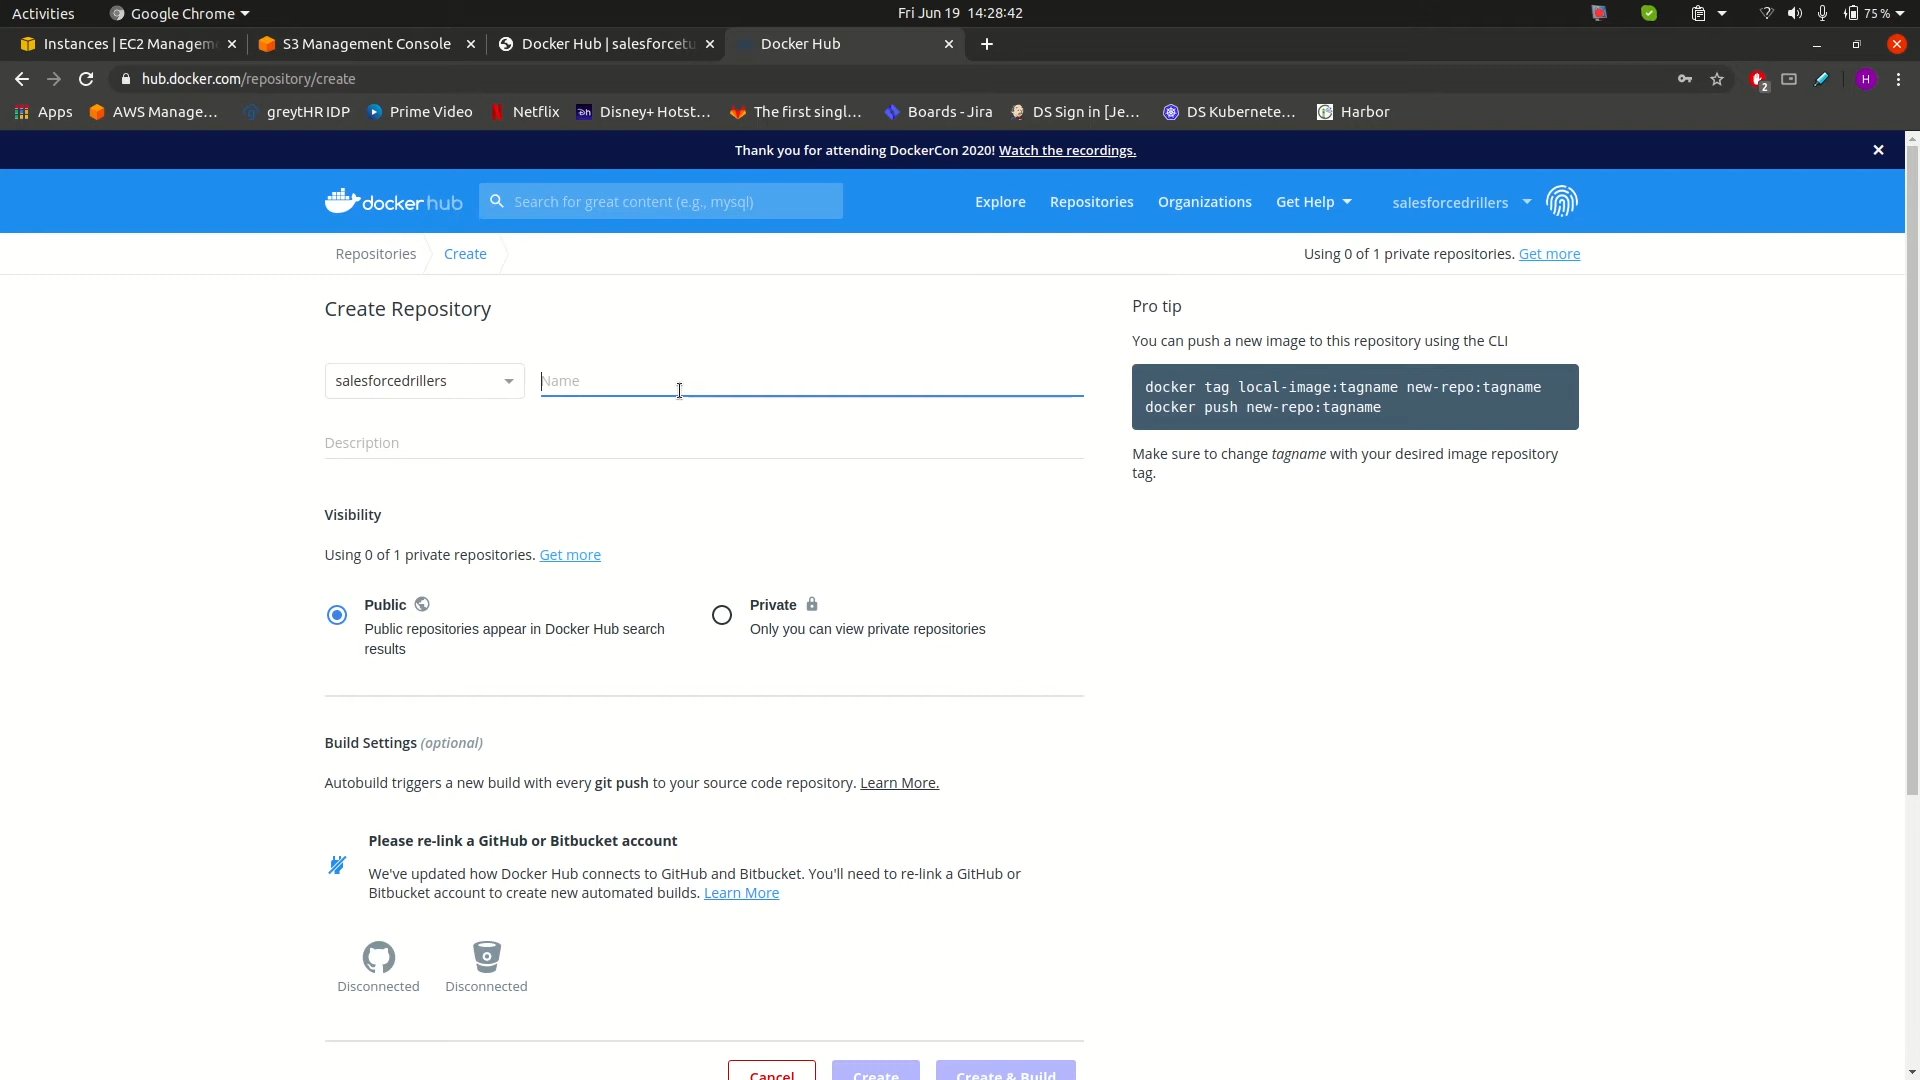 Activities Google Chrome Fri Jun 19 14:28:42 75 %
Instances | EC2 Managem S3 Management Console Docker Hub | salesforcetu Docker Hub
hub.docker.com/repository/create 2 H
Apps AWS Manage... greytHR IDP Prime Video Netflix Disney+ Hotst... The first singl... Boards - Jira DS Sign in [Je... DS Kubernete... Harbor
Thank you for attending DockerCon 2020! Watch the recordings.
docker hub Search for great content (e.g., mysql) Explore Repositories Organizations Get Help salesforcedrillers
Repositories Create Using 0 of 1 private repositories. Get more
Create Repository
salesforcedrillers Name
Description
Visibility
Using 0 of 1 private repositories. Get more
Public
Public repositories appear in Docker Hub search
results
Private
Only you can view private repositories
Build Settings (optional)
Autobuild triggers a new build with every git push to your source code repository. Learn More.
Please re-link a GitHub or Bitbucket account
We've updated how Docker Hub connects to GitHub and Bitbucket. You'll need to re-link a GitHub or
Bitbucket account to create new automated builds. Learn More
Disconnected Disconnected
Cancel Create Create & Build
Pro tip
You can push a new image to this repository using the CLI
docker tag local-image:tagname new-repo:tagname
docker push new-repo:tagname
Make sure to change tagname with your desired image repository
tag.